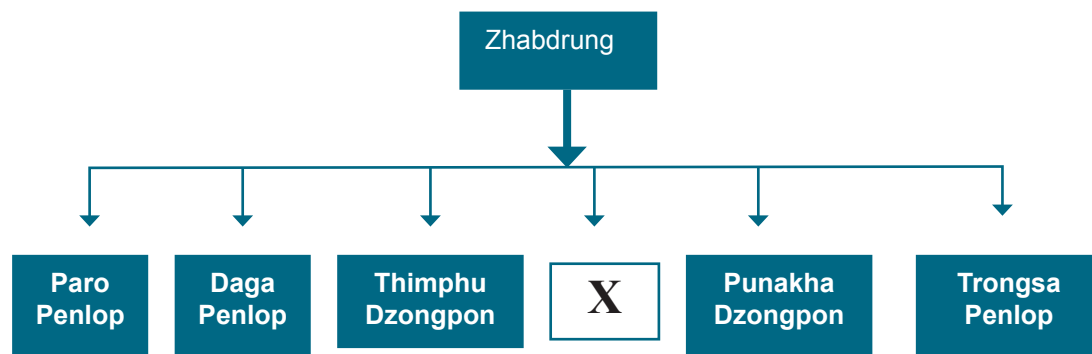 Zhabdrung
Paro
Penlop
Daga
Penlop
Thimphu
Dzongpon
X
Punakha
Dzongpon
Trongsa
Penlop